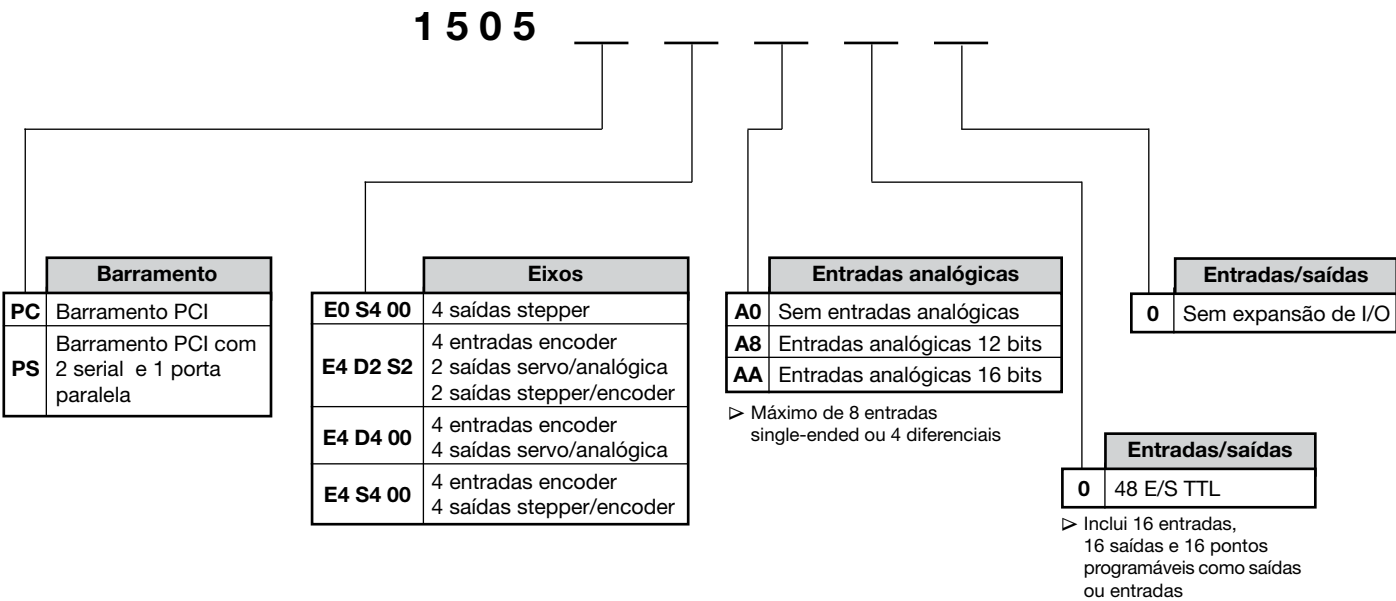 1505
Barramento
PC Barramento PCI
PS Barramento PCI com
2 serial e 1 porta
paralela
Eixos
E0 S4 00 4 saídas stepper
E4 D2 S2 4 entradas encoder
2 saídas servo/analógica
2 saídas stepper/encoder
E4 D4 00 4 entradas encoder
4 saídas servo/analógica
E4 S4 00 4 entradas encoder
4 saídas stepper/encoder
Entradas analógicas
A0 Sem entradas analógicas
A8 Entradas analógicas 12 bits
AA Entradas analógicas 16 bits
▷ Máximo de 8 entradas
single-ended ou 4 diferenciais
Entradas/saídas
0 48 E/S TTL
▷ Inclui 16 entradas,
16 saídas e 16 pontos
programáveis como saídas
ou entradas
Entradas/saídas
0 Sem expansão de I/O